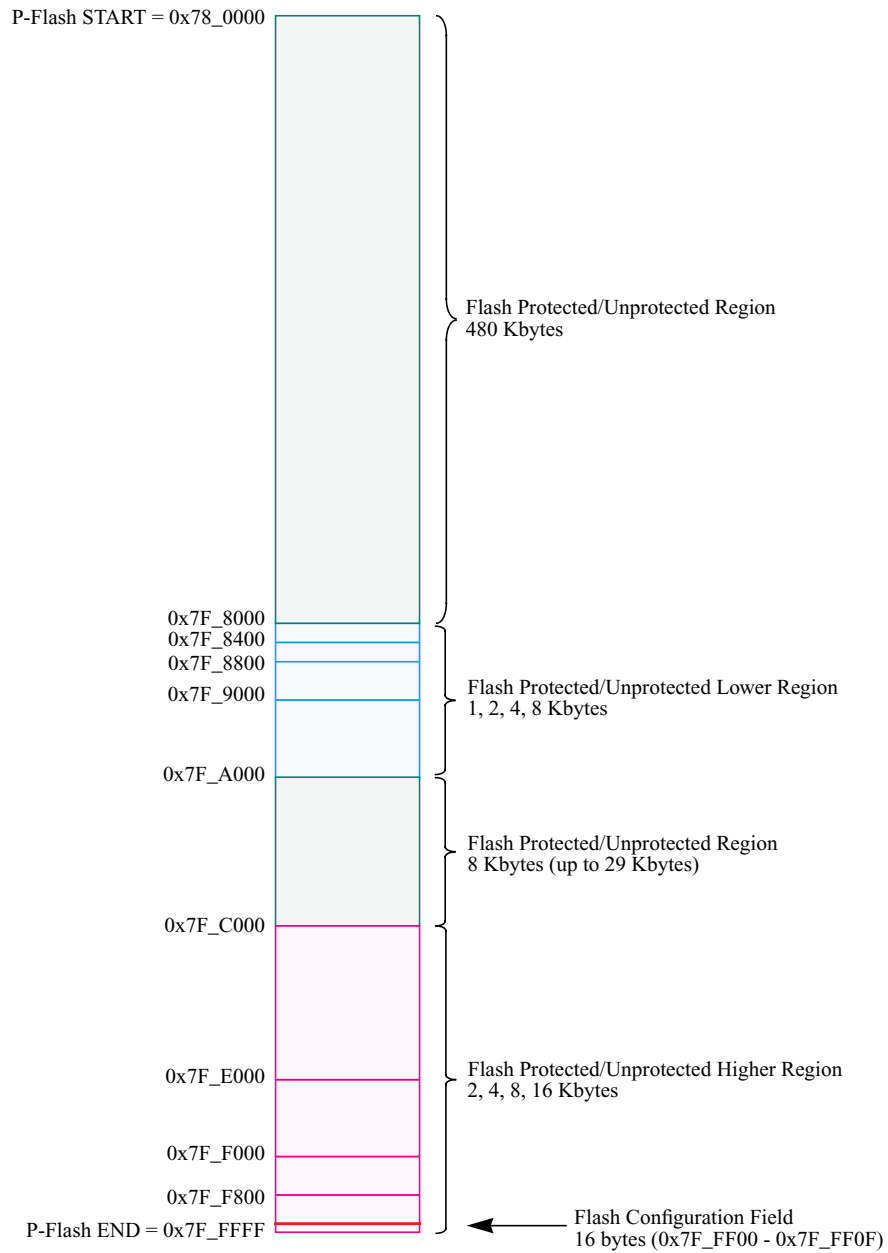 P-Flash START = 0x78_0000
Flash Protected/Unprotected Region
480 Kbytes
0x7F_8000
0x7F_8400
0x7F_8800
0x7F_9000
Flash Protected/Unprotected Lower Region
1, 2, 4, 8 Kbytes
0x7F_A000
Flash Protected/Unprotected Region
8 Kbytes (up to 29 Kbytes)
0x7F_C000
0x7F_E000
Flash Protected/Unprotected Higher Region
2, 4, 8, 16 Kbytes
0x7F_F000
0x7F_F800
P-Flash END = 0x7F_FFFF
Flash Configuration Field
16 bytes (0x7F_FF00 - 0x7F_FF0F)